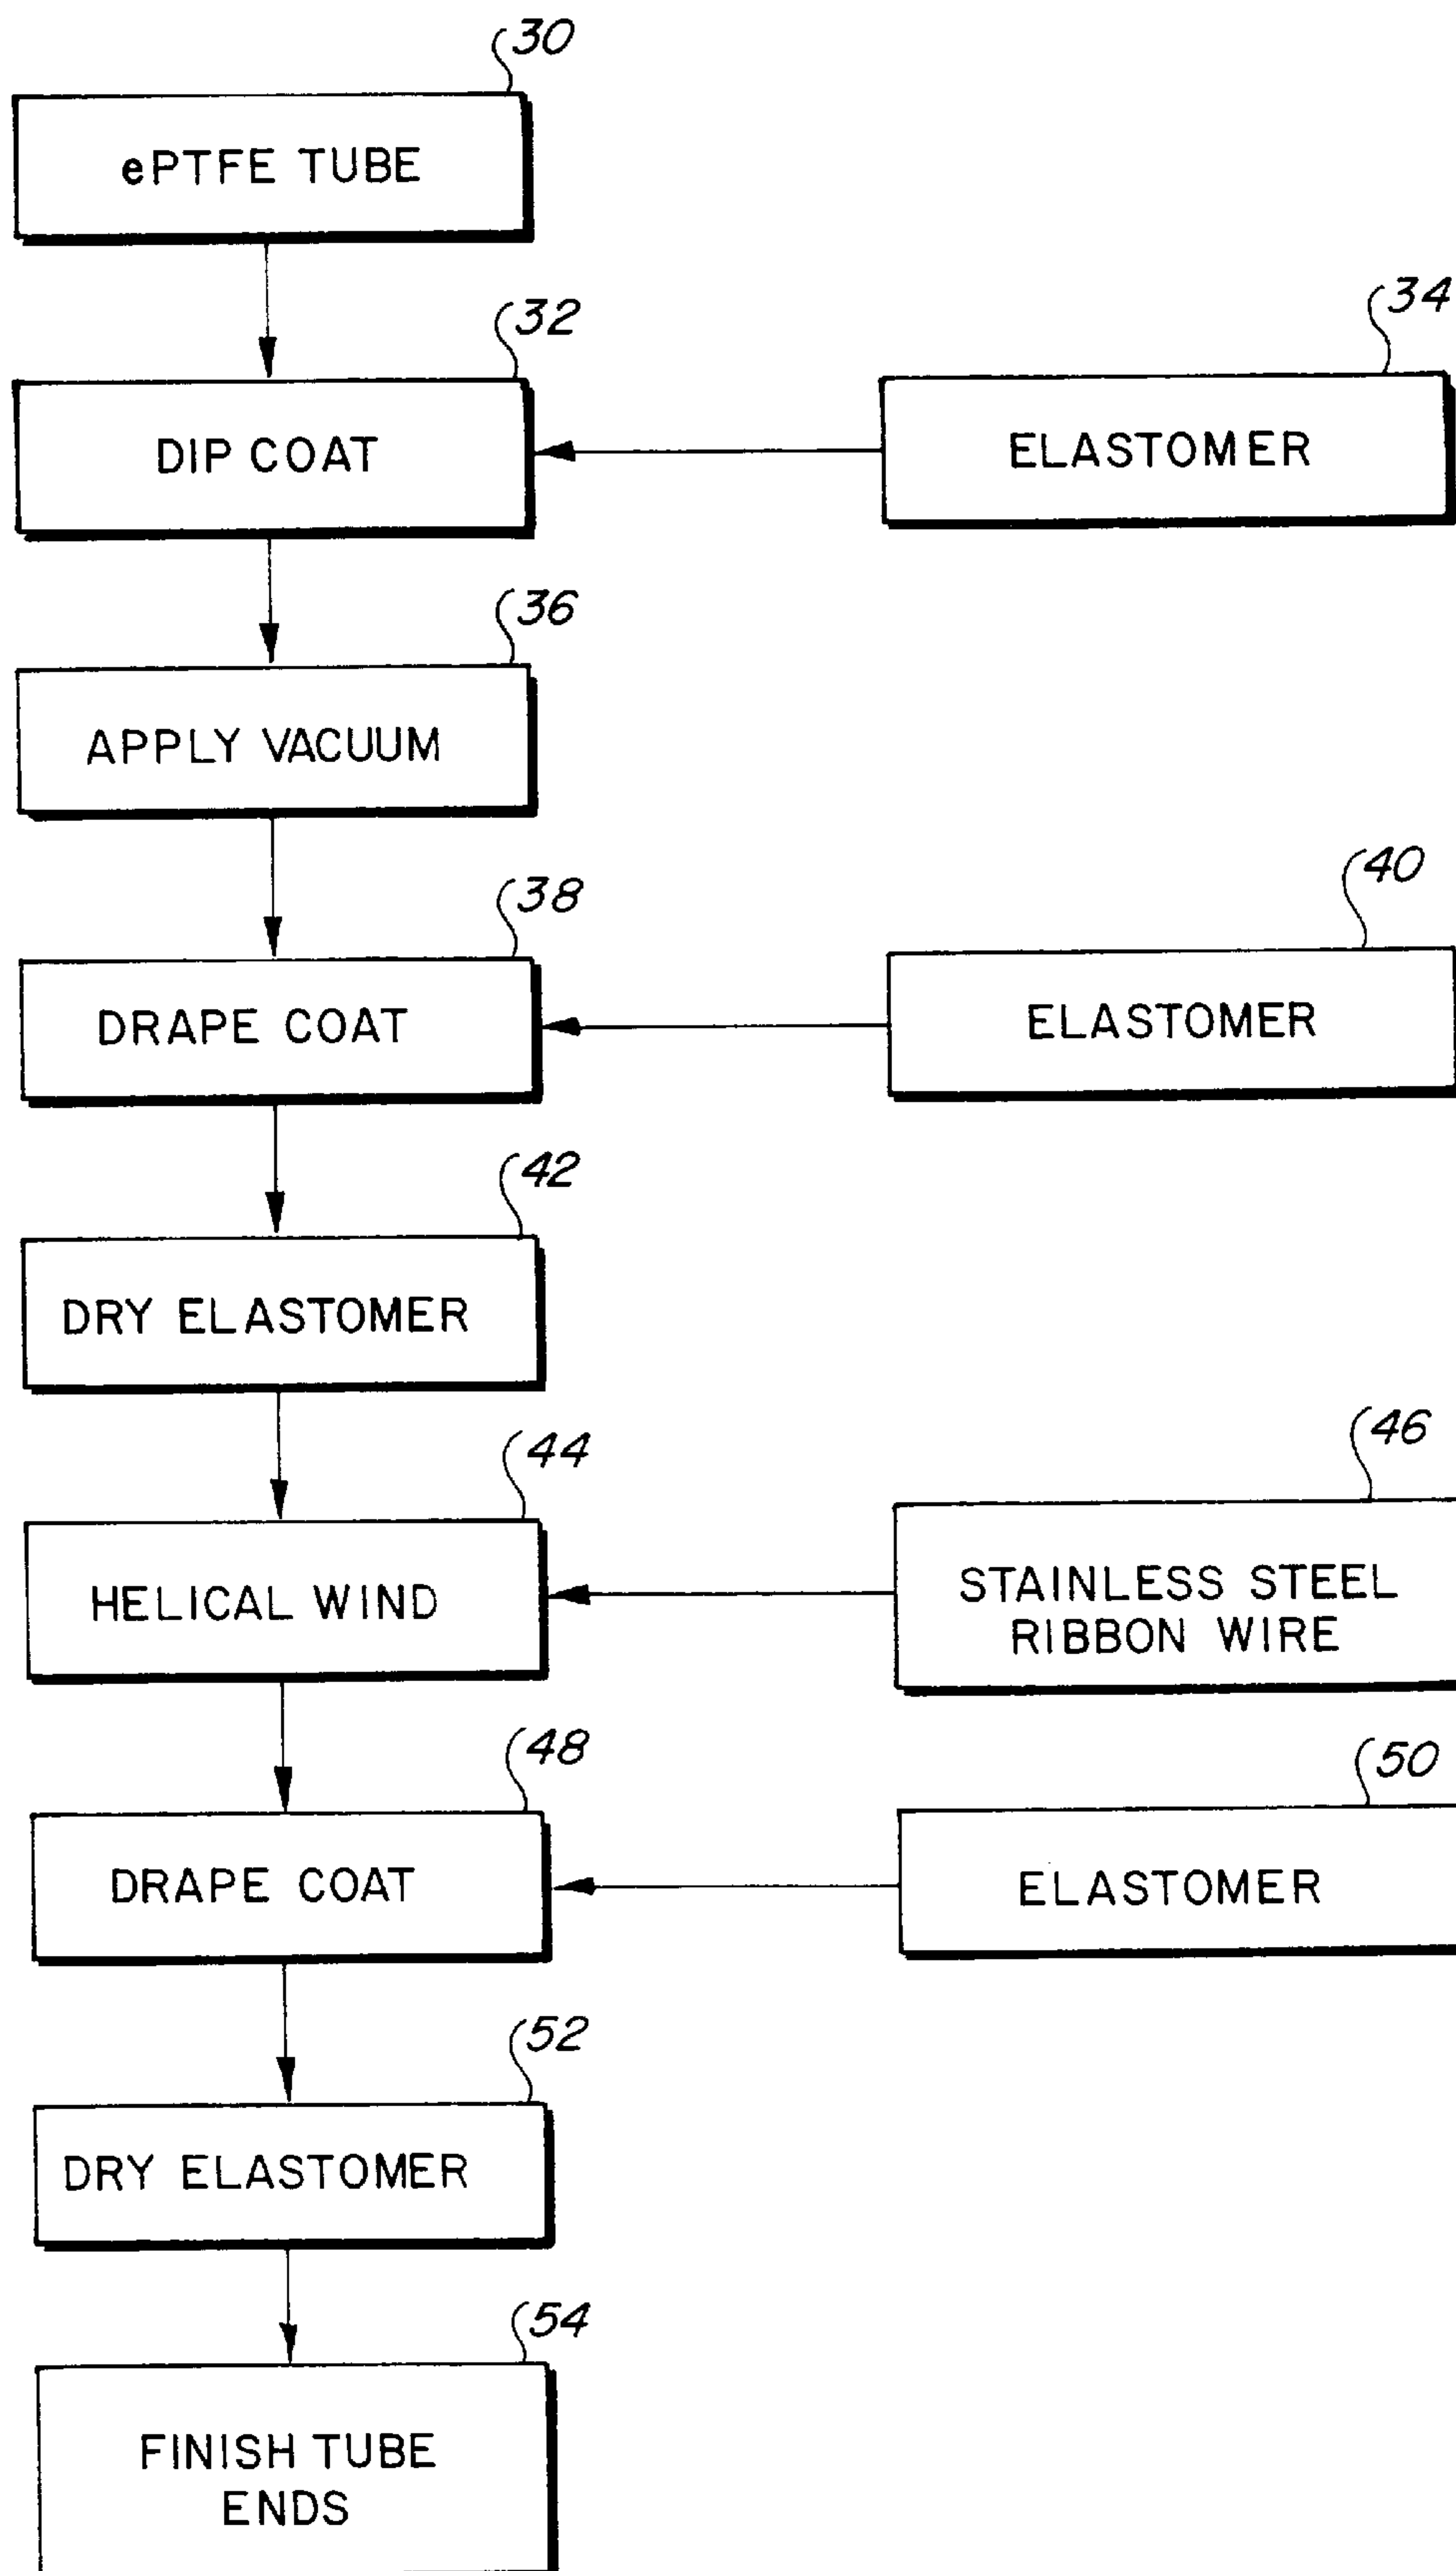 30
ePTFE TUBE
32
DIP COAT
34
ELASTOMER
36
APPLY VACUUM
38
DRAPE COAT
40
ELASTOMER
42
DRY ELASTOMER
44
HELICAL WIND
46
STAINLESS STEEL
RIBBON WIRE
48
DRAPE COAT
50
ELASTOMER
52
DRY ELASTOMER
54
FINISH TUBE
ENDS